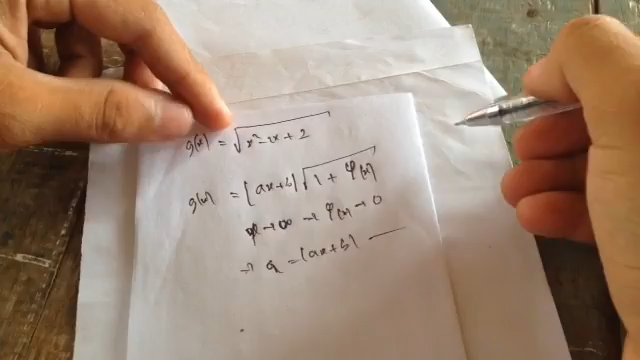 g(x) = √x²-2x+2
g(x) = |ax+b|√1+φ(x)
x→∞ → φ(x)→0
→ g = |ax+b|